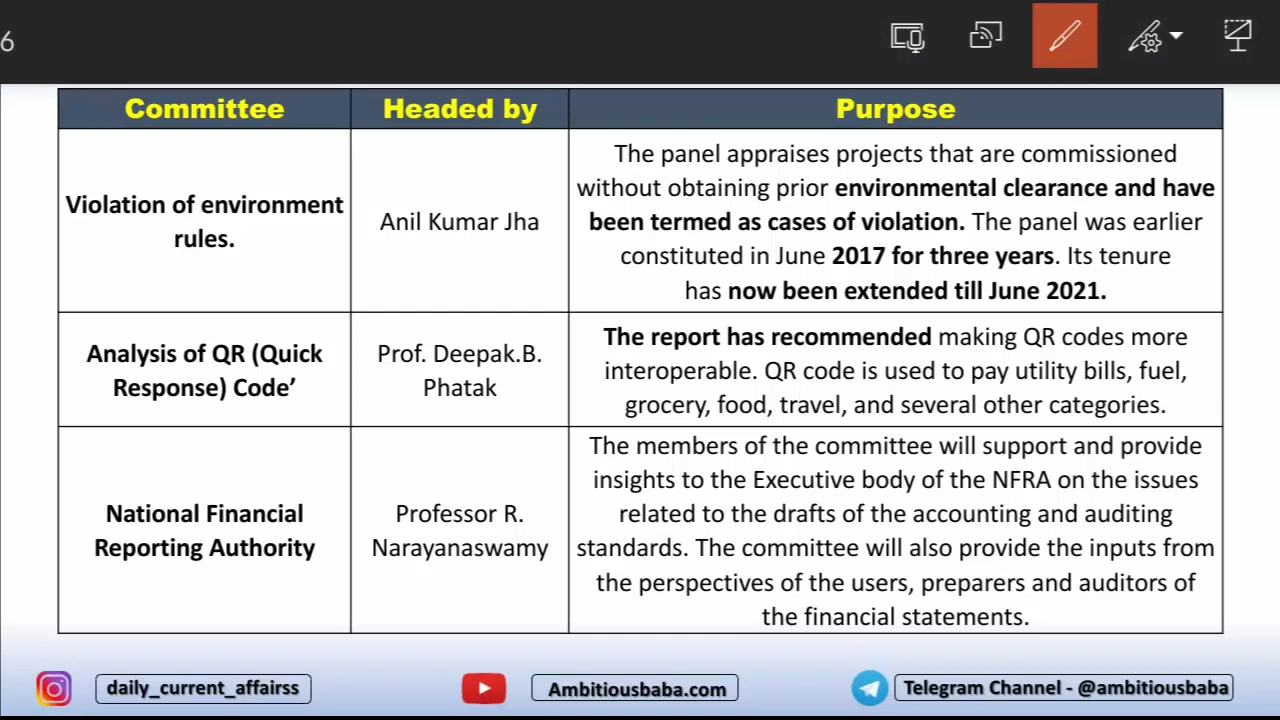 6
Committee
Headed by
Purpose
Violation of environment
rules.
Anil Kumar Jha
The panel appraises projects that are commissioned
without obtaining prior environmental clearance and have
been termed as cases of violation. The panel was earlier
constituted in June 2017 for three years. Its tenure
has now been extended till June 2021.
Analysis of QR (Quick
Response) Code’
Prof. Deepak.B.
Phatak
The report has recommended making QR codes more
interoperable. QR code is used to pay utility bills, fuel,
grocery, food, travel, and several other categories.
National Financial
Reporting Authority
Professor R.
Narayanaswamy
The members of the committee will support and provide
insights to the Executive body of the NFRA on the issues
related to the drafts of the accounting and auditing
standards. The committee will also provide the inputs from
the perspectives of the users, preparers and auditors of
the financial statements.
daily_current_affairss
Ambitiousbaba.com
Telegram Channel - @ambitiousbaba